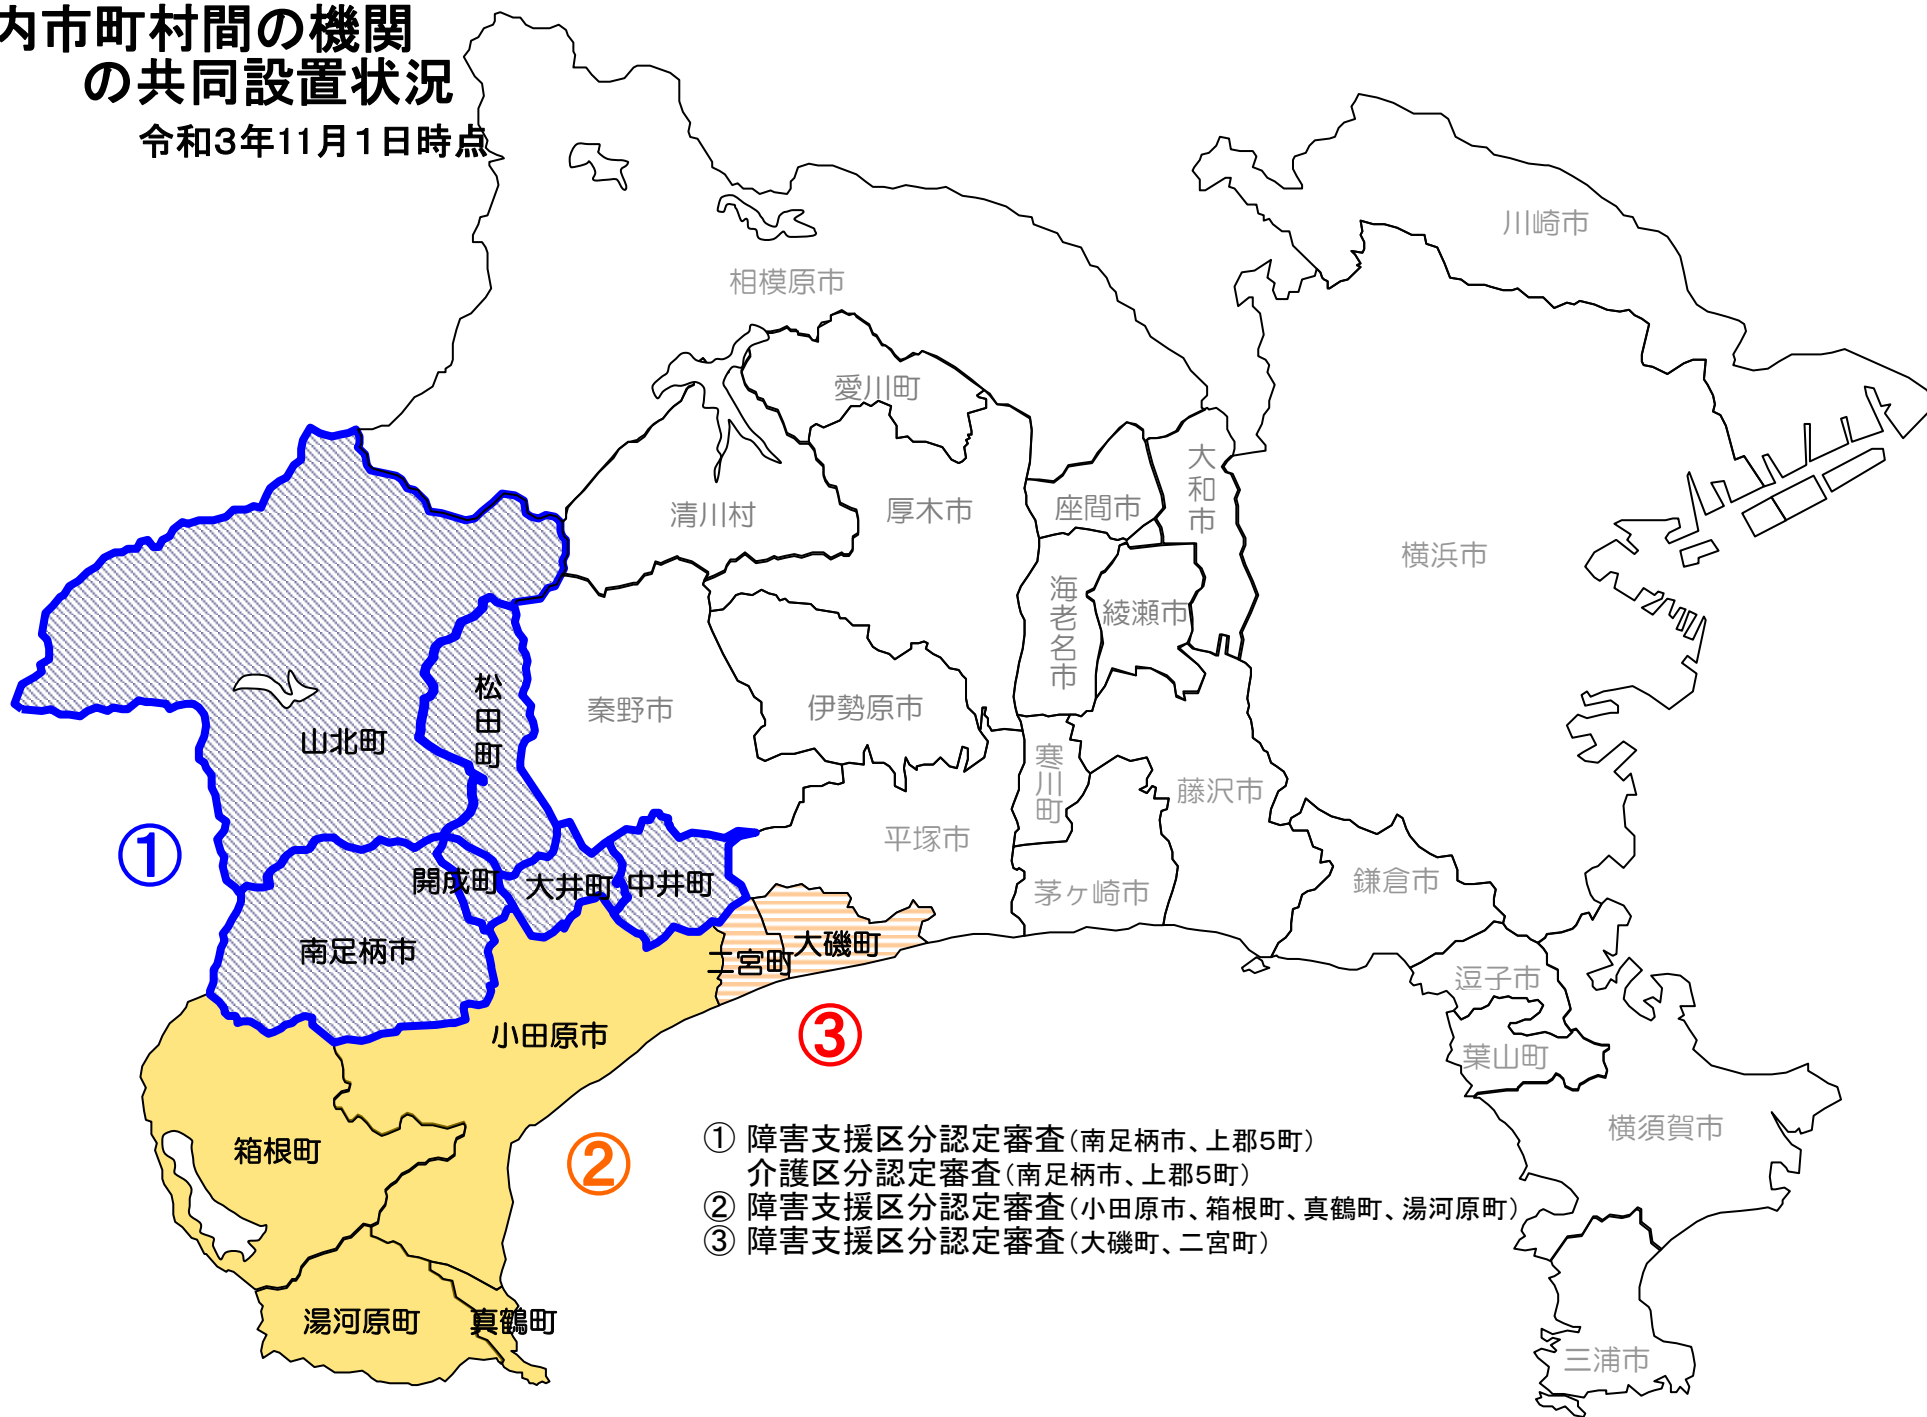 内市町村間の機関
の共同設置状況
令和3年11月1日時点
川崎市
相模原市
愛川町
大和市
清川村
厚木市
座間市
横浜市
海老名市
綾瀬市
松田町
秦野市
伊勢原市
山北町
寒川町
藤沢市
平塚市
①
開成町
大井町
中井町
茅ヶ崎市
鎌倉市
南足柄市
大磯町
二宮町
逗子市
小田原市
③
葉山町
横須賀市
箱根町
②
① 障害支援区分認定審査(南足柄市、上郡5町)
介護区分認定審査(南足柄市、上郡5町)
② 障害支援区分認定審査(小田原市、箱根町、真鶴町、湯河原町)
③ 障害支援区分認定審査(大磯町、二宮町)
湯河原町
真鶴町
三浦市